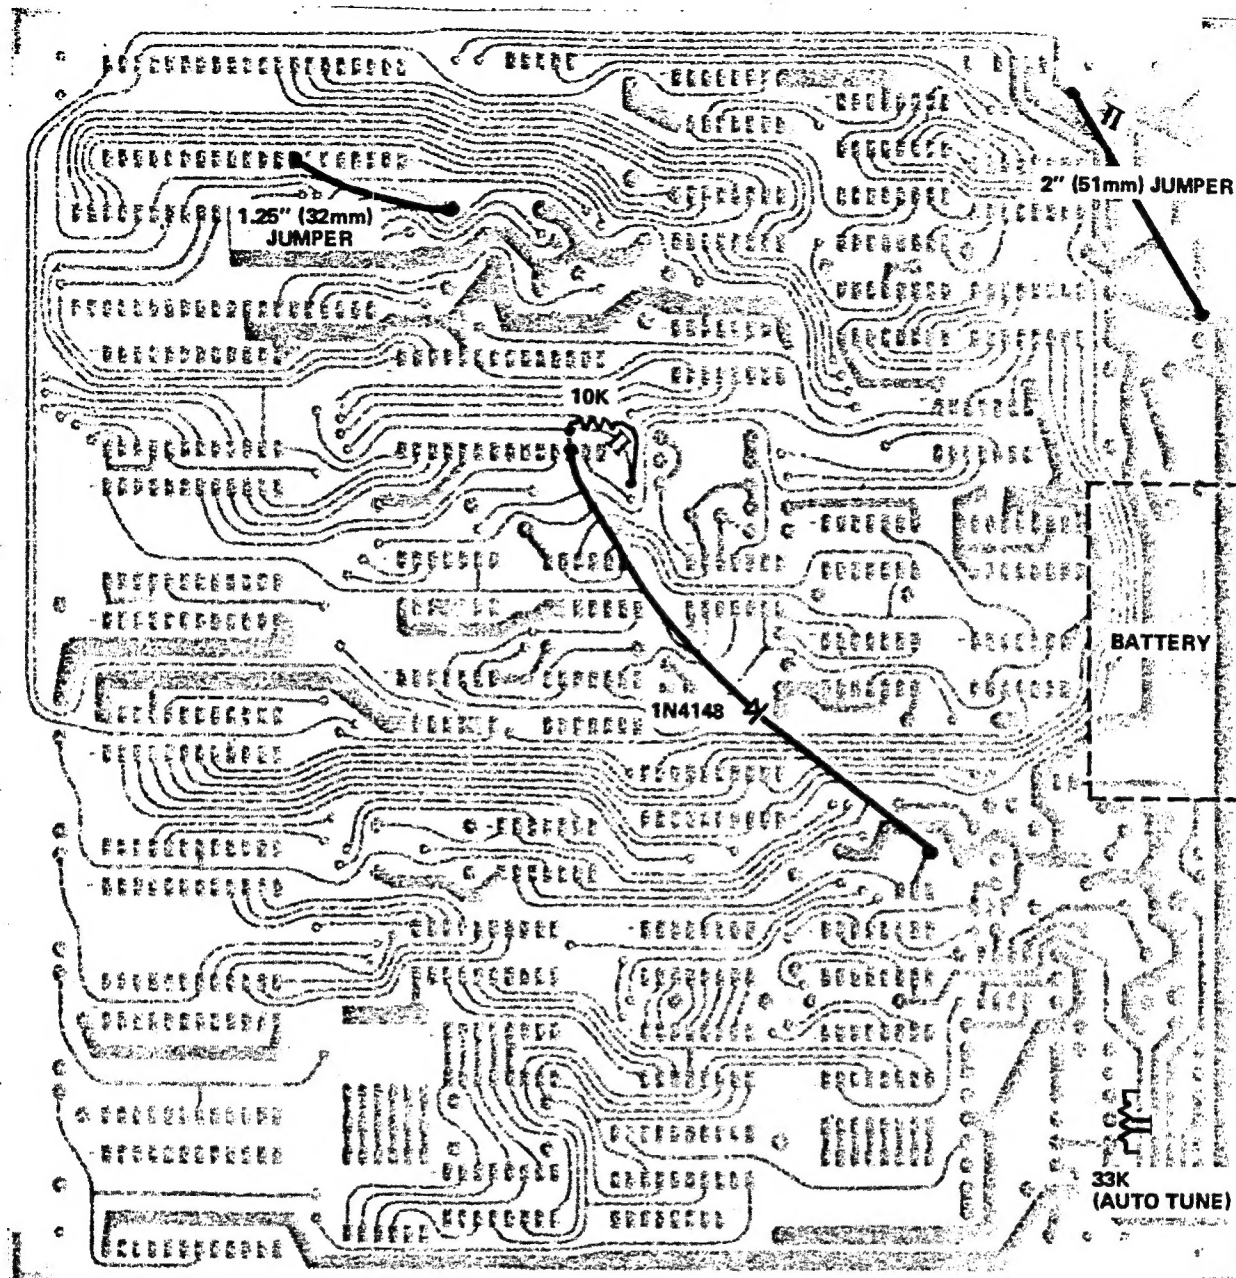 2" (51mm) JUMPER
1.25" (32mm)
JUMPER
10K
BATTERY
1N4148
33K
(AUTO TUNE)